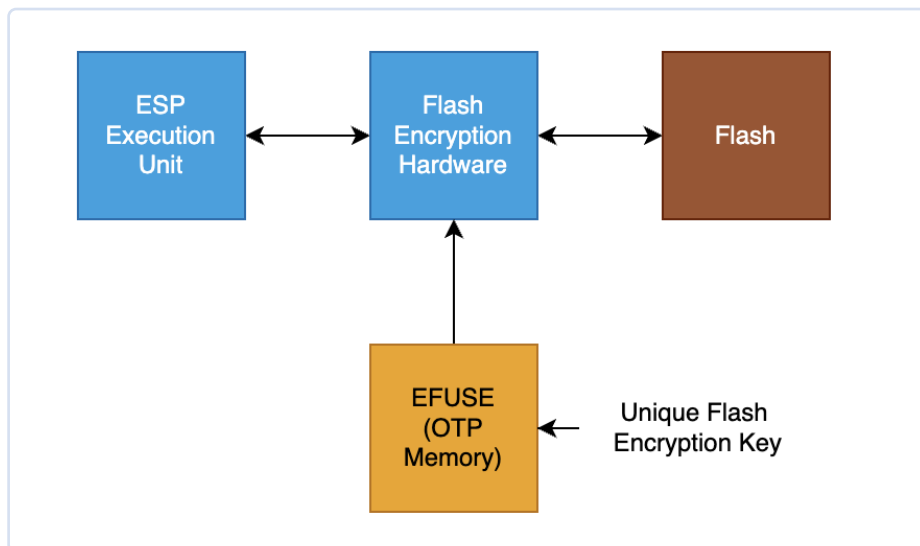 ESP
Execution
Unit
Flash
Encryption
Hardware
Flash
EFUSE
(OTP
Memory)
Unique Flash
Encryption Key